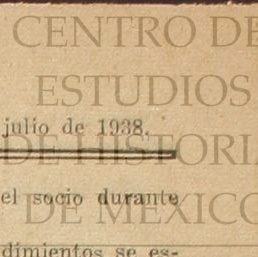 CENTRO DE
ESTUDIOS
julio de 1938.
DE HISTORIA
el socio durante
DE MEXICO
dimientos se es-